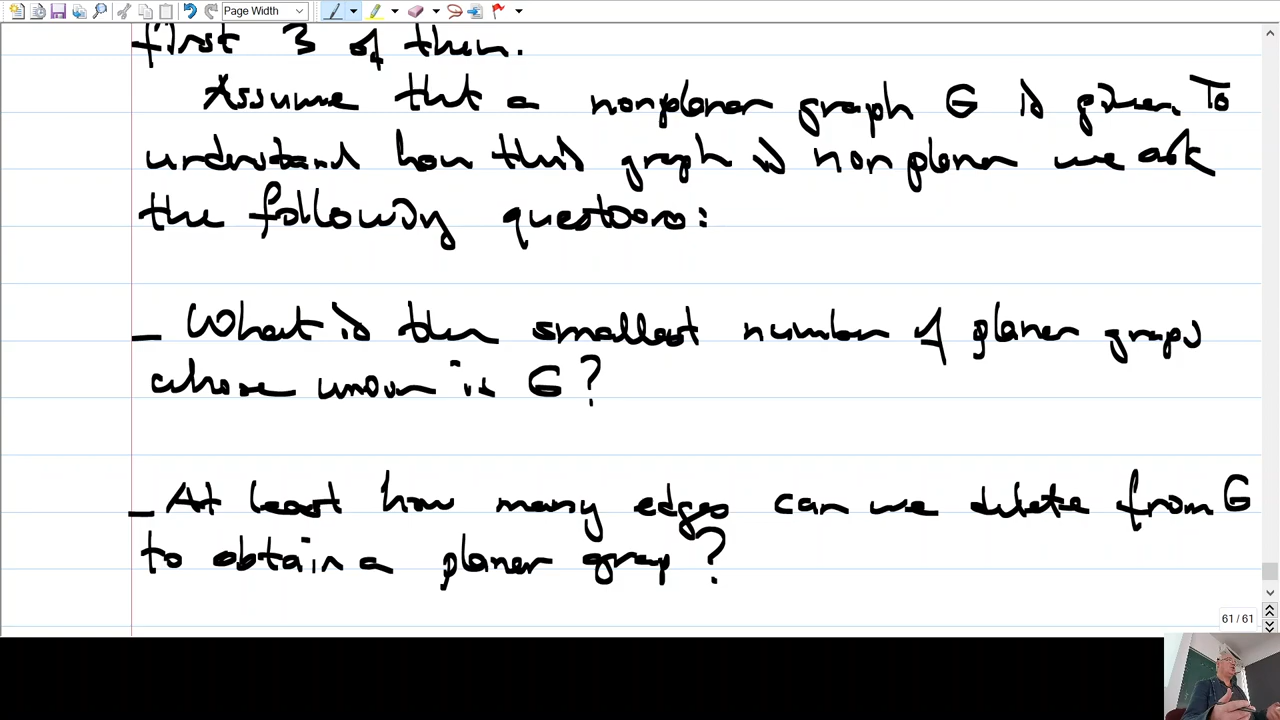 Page Width
first 3 of them.
Assume that a nonplanar graph G is given. To
understand how this graph is nonplanar we ask
the following questions:
– What is the smallest number of planar graphs
whose union is G?
– At least how many edges can we delete from G
to obtain a planar grap?
61 / 61